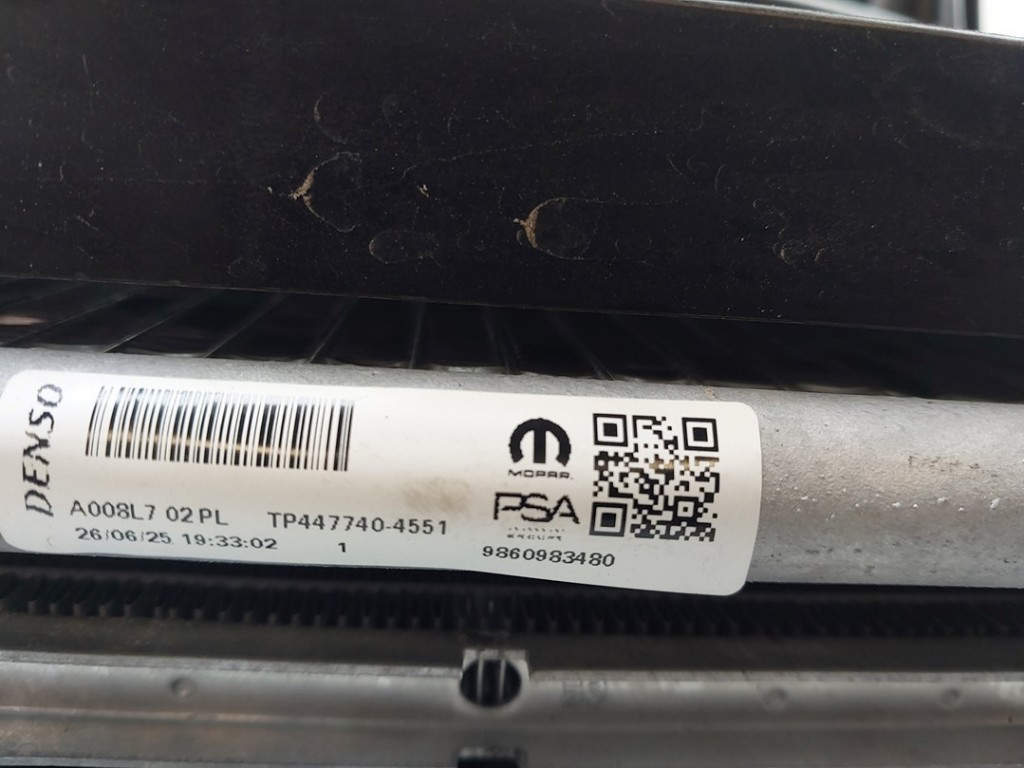 DENSO
A008L7 02 PL TP447740-4551
26/06/25 19:33:02 1
MOPAR
PSA
9860983480